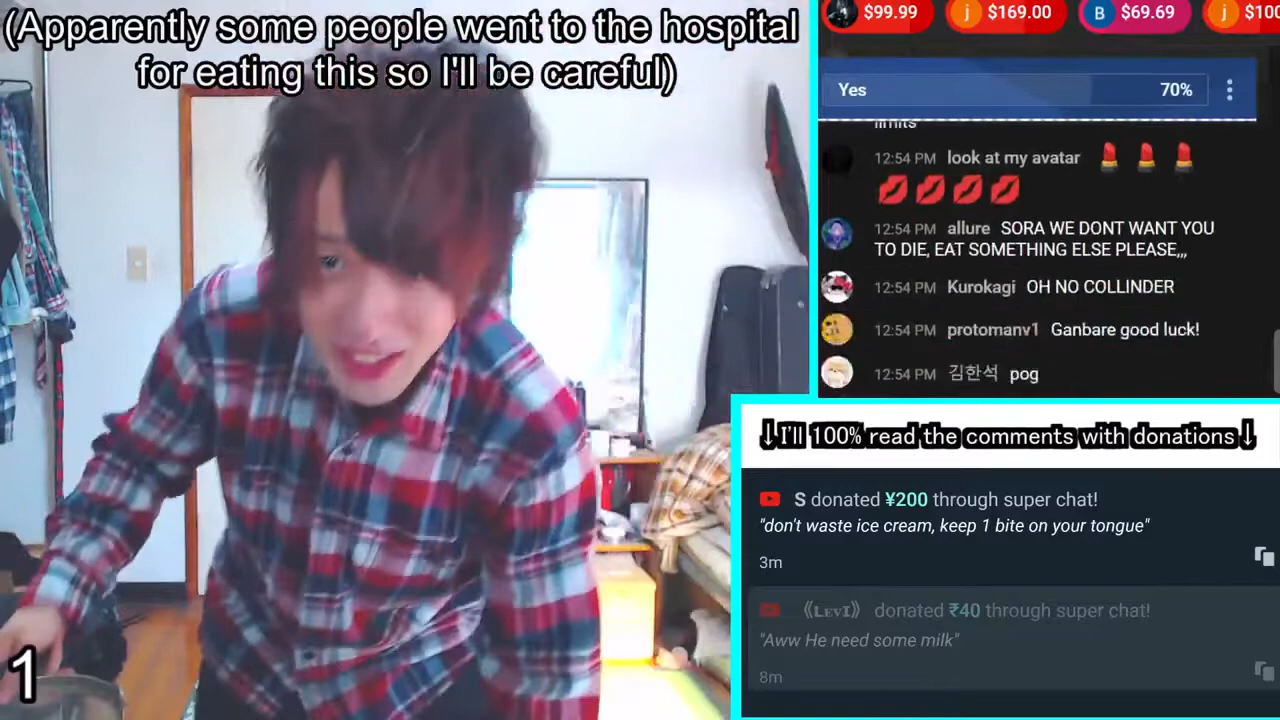 (Apparently some people went to the hospital
for eating this so I'll be careful)
1
$99.99
j $169.00
B $69.69
j $100
Yes 70%
limits
12:54 PM look at my avatar
12:54 PM allure SORA WE DONT WANT YOU
TO DIE, EAT SOMETHING ELSE PLEASE,,,
12:54 PM Kurokagi OH NO COLLINDER
12:54 PM protomanv1 Ganbare good luck!
12:54 PM 김한석 pog
↓I'll 100% read the comments with donations↓
S donated ¥200 through super chat!
"don't waste ice cream, keep 1 bite on your tongue"
3m
《LᴇᴠI》 donated ₹40 through super chat!
"Aww He need some milk"
8m